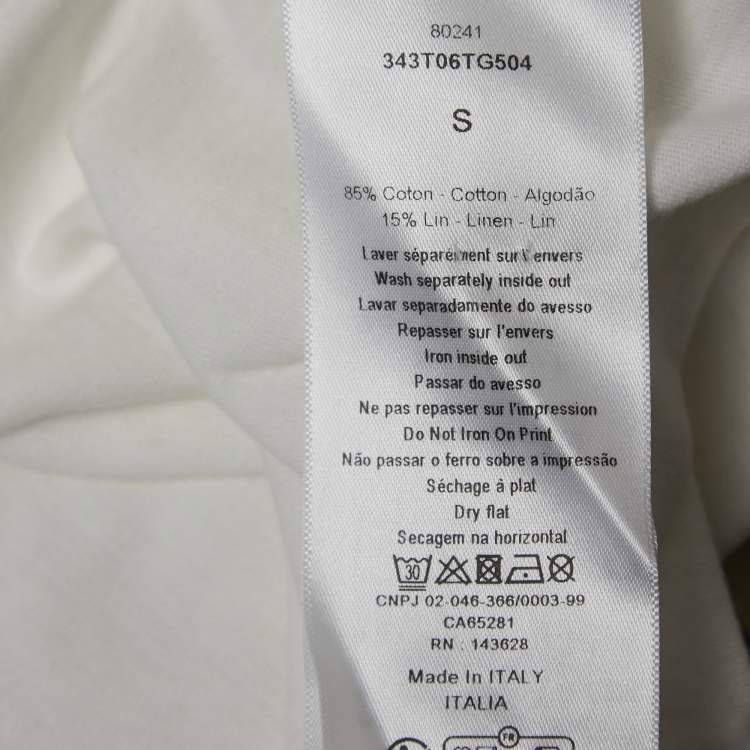 80241
343T06TG504
S
85% Coton - Cotton - Algodão
15% Lin - Linen - Lin
Laver séparément sur l'envers
Wash separately inside out
Lavar separadamente do avesso
Repasser sur l'envers
Iron inside out
Passar do avesso
Ne pas repasser sur l'impression
Do Not Iron On Print
Não passar o ferro sobre a impressão
Séchage à plat
Dry flat
Secagem na horizontal
30
CNPJ 02-046-366/0003-99
CA65281
RN : 143628
Made In ITALY
ITALIA
FR